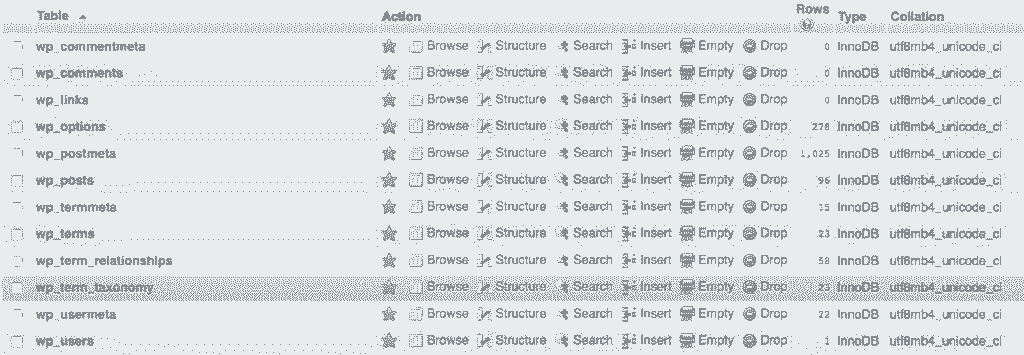 Table Action Rows Type Collation
wp_commentmeta Browse Structure Search Insert Empty Drop 0 InnoDB utf8mb4_unicode_ci
wp_comments Browse Structure Search Insert Empty Drop 0 InnoDB utf8mb4_unicode_ci
wp_links Browse Structure Search Insert Empty Drop 0 InnoDB utf8mb4_unicode_ci
wp_options Browse Structure Search Insert Empty Drop 278 InnoDB utf8mb4_unicode_ci
wp_postmeta Browse Structure Search Insert Empty Drop 1,025 InnoDB utf8mb4_unicode_ci
wp_posts Browse Structure Search Insert Empty Drop 96 InnoDB utf8mb4_unicode_ci
wp_termmeta Browse Structure Search Insert Empty Drop 15 InnoDB utf8mb4_unicode_ci
wp_terms Browse Structure Search Insert Empty Drop 23 InnoDB utf8mb4_unicode_ci
wp_term_relationships Browse Structure Search Insert Empty Drop 58 InnoDB utf8mb4_unicode_ci
wp_term_taxonomy Browse Structure Search Insert Empty Drop 23 InnoDB utf8mb4_unicode_ci
wp_usermeta Browse Structure Search Insert Empty Drop 22 InnoDB utf8mb4_unicode_ci
wp_users Browse Structure Search Insert Empty Drop 1 InnoDB utf8mb4_unicode_ci